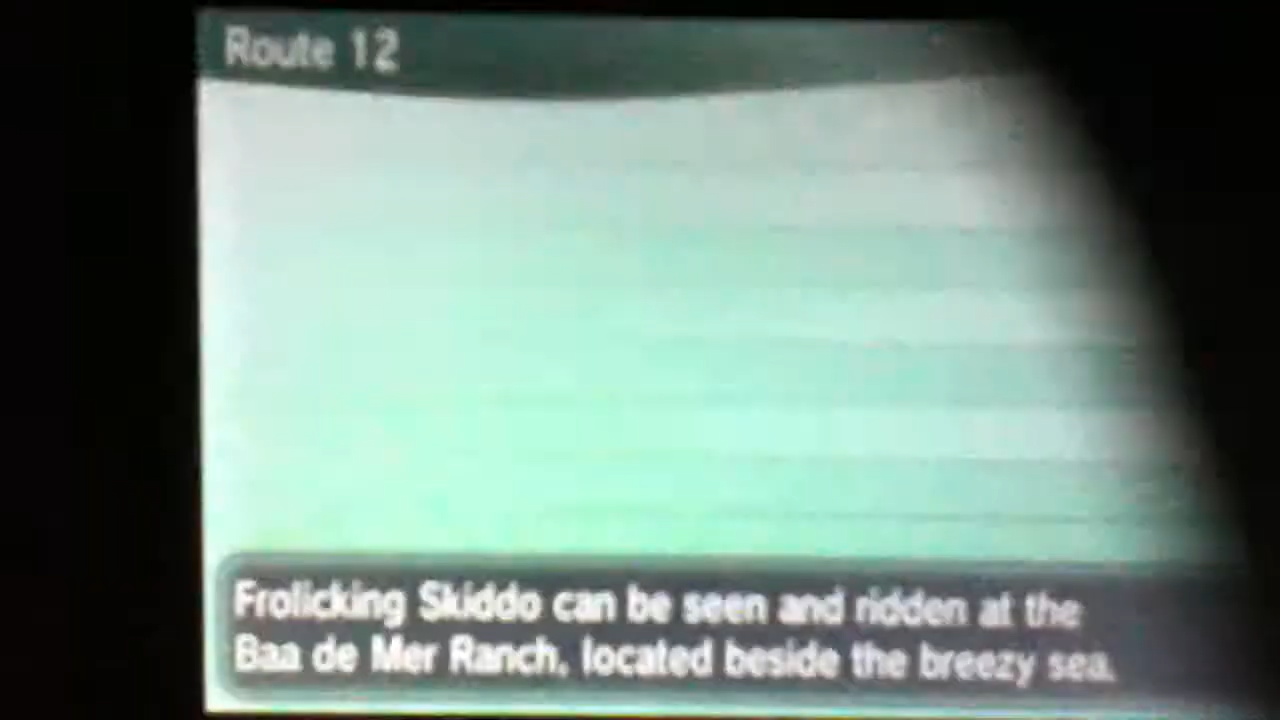 Route 12
Frolicking Skiddo can be seen and ridden at the
Baa de Mer Ranch, located beside the breezy sea.